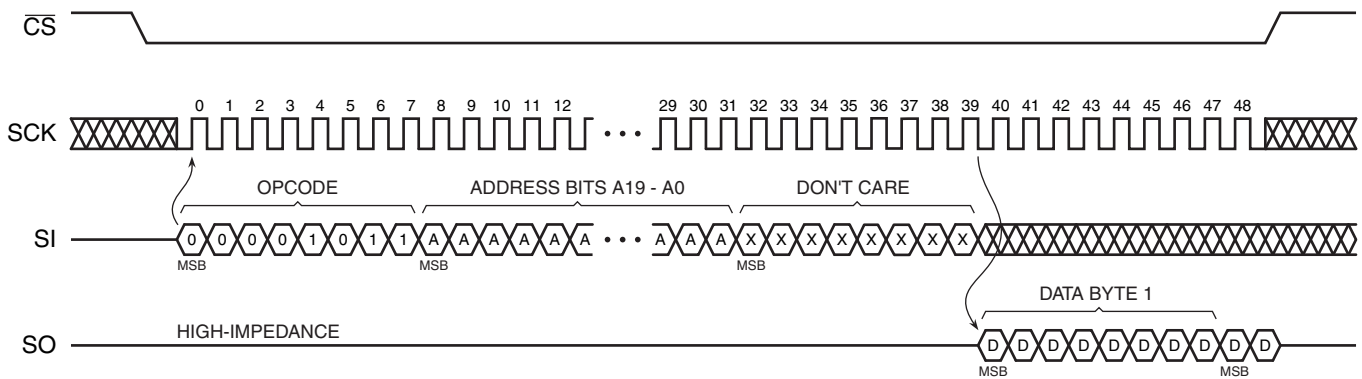 CS
0 1 2 3 4 5 6 7 8 9 10 11 12 29 30 31 32 33 34 35 36 37 38 39 40 41 42 43 44 45 46 47 48
SCK • • •
OPCODE ADDRESS BITS A19 - A0 DON'T CARE
SI 0 0 0 0 1 0 1 1 A A A A A A • • • A A A X X X X X X X X
MSB MSB MSB
DATA BYTE 1
HIGH-IMPEDANCE
SO D D D D D D D D D D
MSB MSB